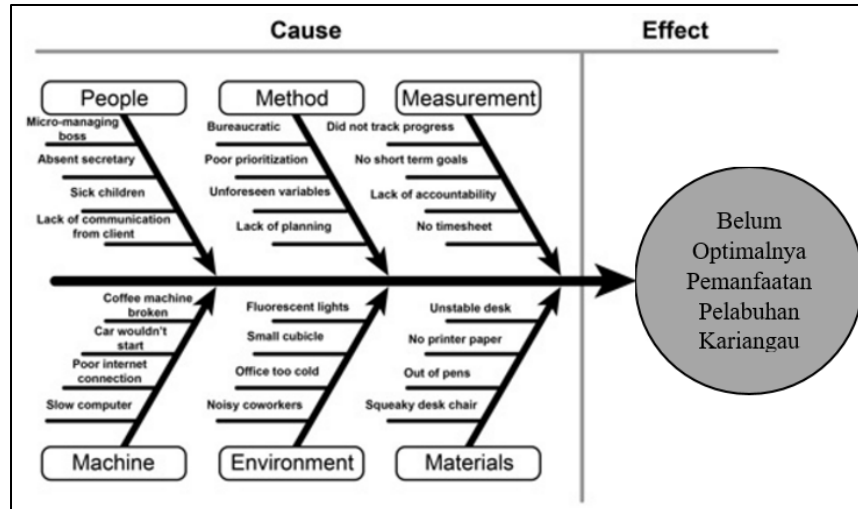 Cause
Effect
People
Method
Measurement
Micro-managing
boss
Absent secretary
Sick children
Lack of communication
from client
Bureaucratic
Poor prioritization
Unforeseen variables
Lack of planning
Did not track progress
No short term goals
Lack of accountability
No timesheet
Belum
Optimalnya
Pemanfaatan
Pelabuhan
Kariangau
Coffee machine
broken
Car wouldn't
start
Poor internet
connection
Slow computer
Fluorescent lights
Small cubicle
Office too cold
Noisy coworkers
Unstable desk
No printer paper
Out of pens
Squeaky desk chair
Machine
Environment
Materials